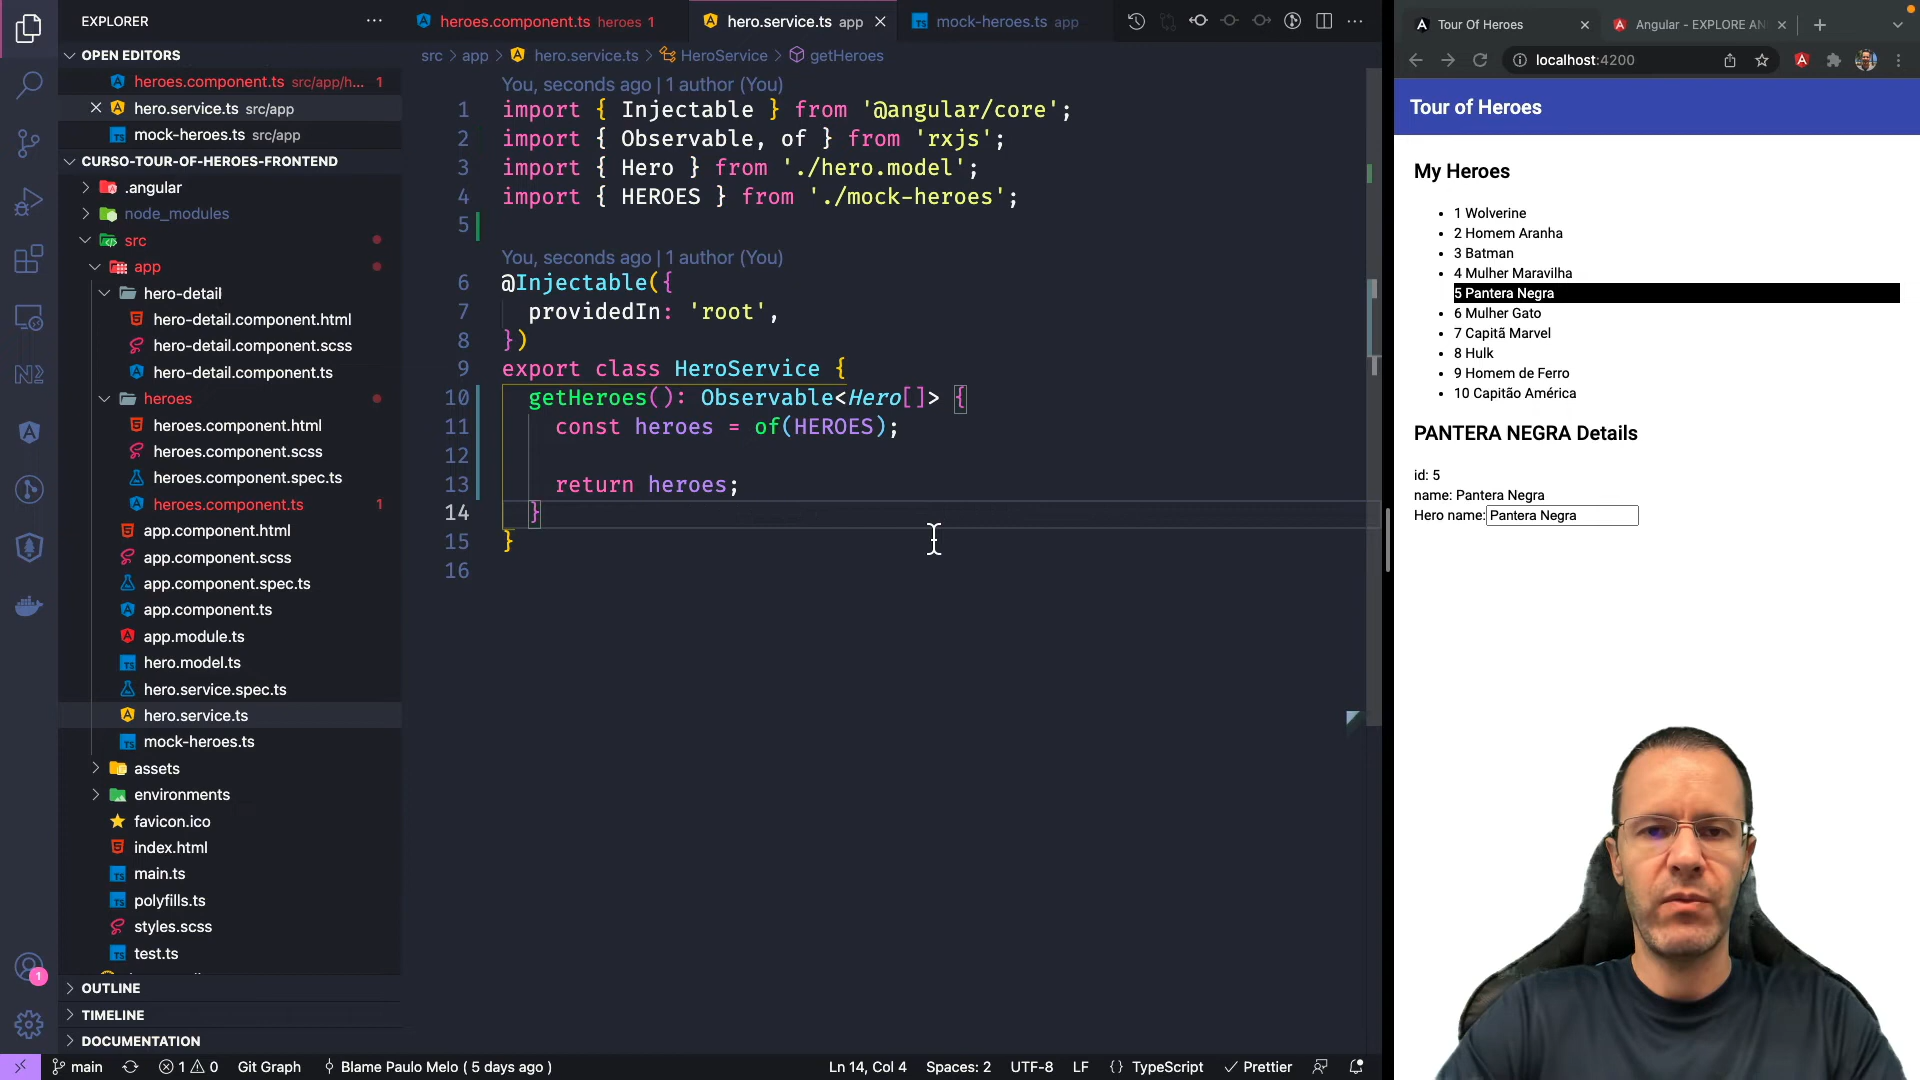 EXPLORER
OPEN EDITORS
heroes.component.ts src/app/h... 1
hero.service.ts src/app
mock-heroes.ts src/app
CURSO-TOUR-OF-HEROES-FRONTEND
.angular
node_modules
src
app
hero-detail
hero-detail.component.html
hero-detail.component.scss
hero-detail.component.ts
heroes
heroes.component.html
heroes.component.scss
heroes.component.spec.ts
heroes.component.ts 1
app.component.html
app.component.scss
app.component.spec.ts
app.component.ts
app.module.ts
hero.model.ts
hero.service.spec.ts
hero.service.ts
mock-heroes.ts
assets
environments
favicon.ico
index.html
main.ts
polyfills.ts
styles.scss
test.ts
OUTLINE
TIMELINE
DOCUMENTATION
1
heroes.component.ts heroes 1
hero.service.ts app
mock-heroes.ts app
src > app > hero.service.ts > HeroService > getHeroes
You, seconds ago | 1 author (You)
1 import { Injectable } from '@angular/core';
2 import { Observable, of } from 'rxjs';
3 import { Hero } from './hero.model';
4 import { HEROES } from './mock-heroes';
5
You, seconds ago | 1 author (You)
6 @Injectable({
7 providedIn: 'root',
8 })
9 export class HeroService {
10 getHeroes(): Observable<Hero[]> {
11 const heroes = of(HEROES);
12
13 return heroes;
14 }
15 }
16
main
1 0
Git Graph
Blame Paulo Melo ( 5 days ago )
Ln 14, Col 4
Spaces: 2
UTF-8
LF
{} TypeScript
Prettier
Tour Of Heroes
Angular - EXPLORE AN
localhost:4200
Tour of Heroes
My Heroes
1 Wolverine
2 Homem Aranha
3 Batman
4 Mulher Maravilha
5 Pantera Negra
6 Mulher Gato
7 Capitã Marvel
8 Hulk
9 Homem de Ferro
10 Capitão América
PANTERA NEGRA Details
id: 5
name: Pantera Negra
Hero name: Pantera Negra